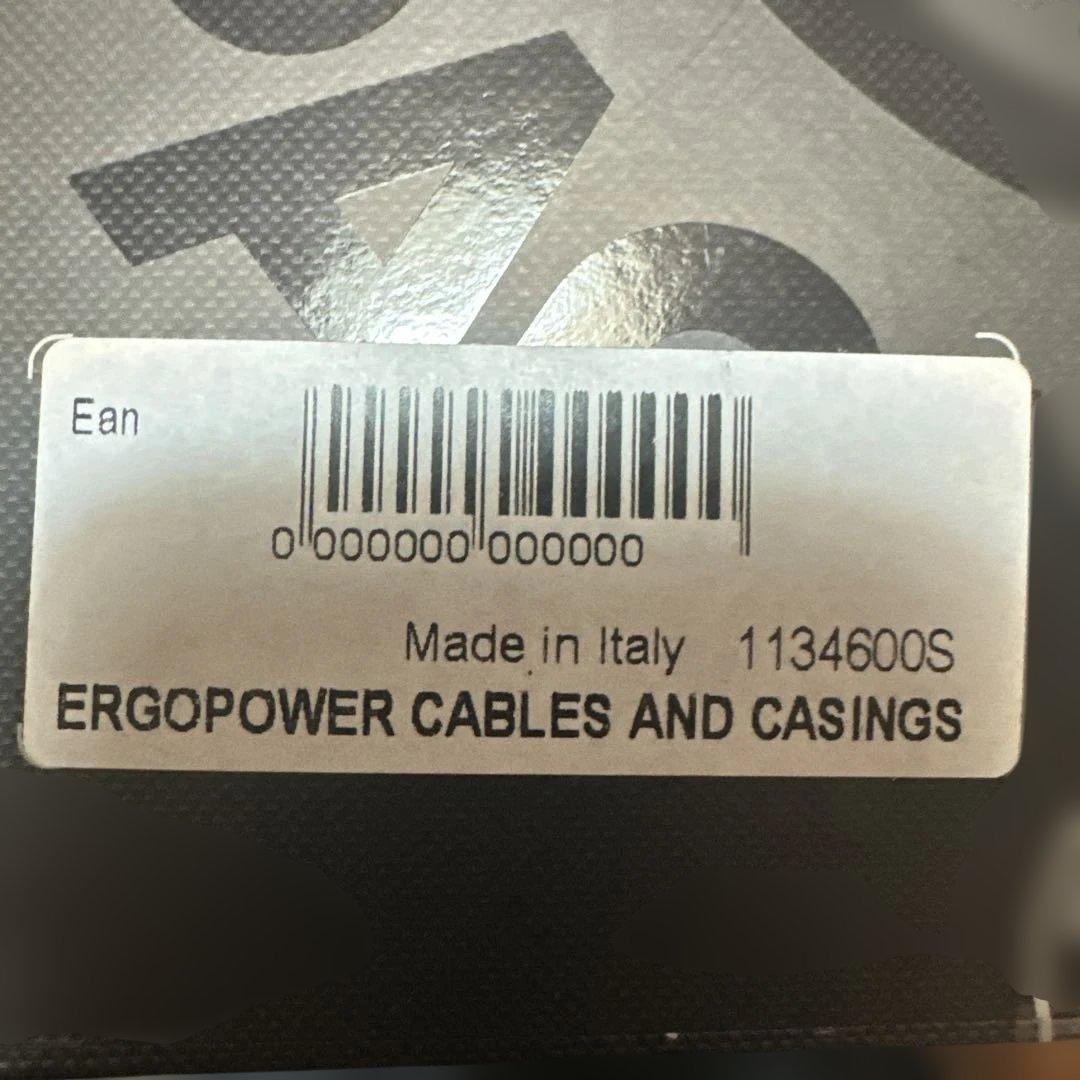 Ean
0 000000 000000
Made in Italy 1134600S
ERGOPOWER CABLES AND CASINGS